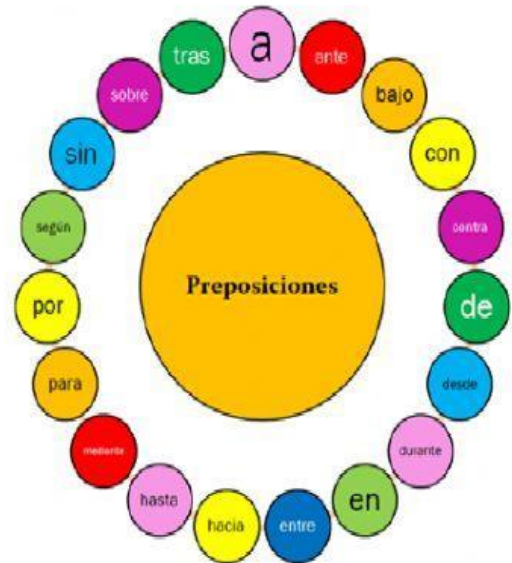 a
ante
bajo
con
contra
de
desde
durante
en
entre
hacia
hasta
mediante
para
por
según
sin
sobre
tras
Preposiciones